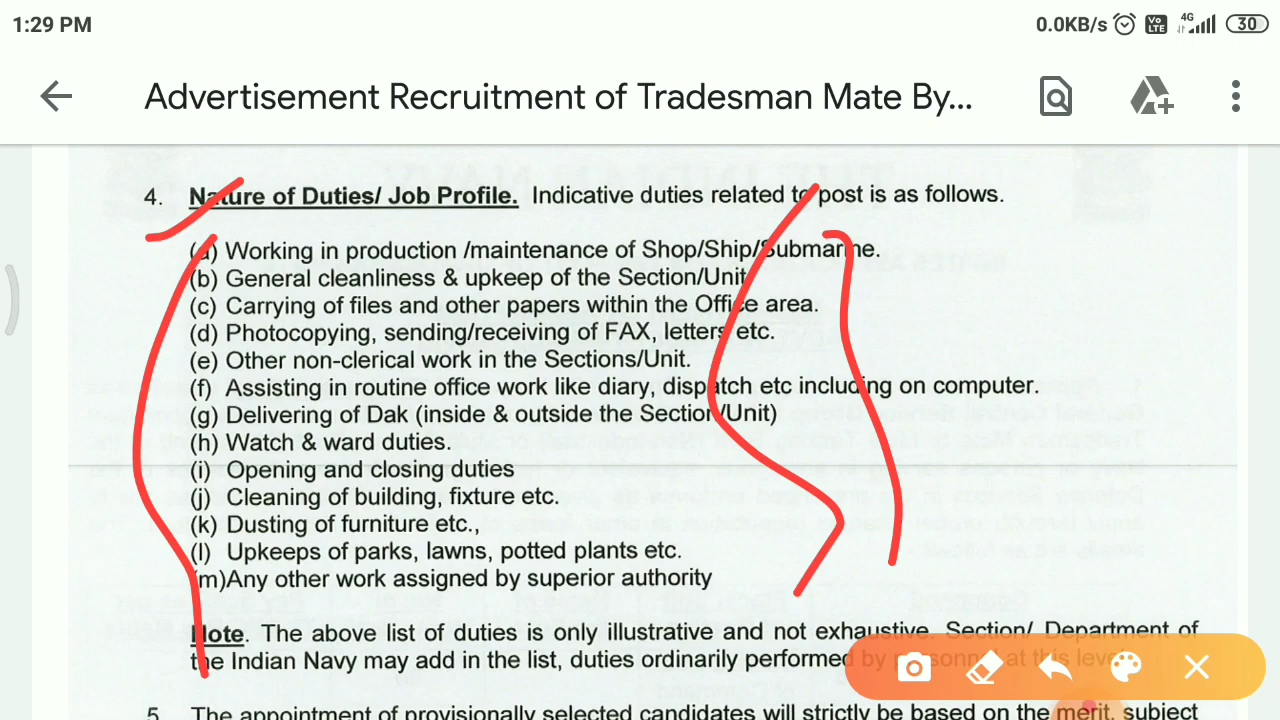 1:29 PM 0.0KB/s Vo LTE 4G 30
Advertisement Recruitment of Tradesman Mate By...
4. Nature of Duties/ Job Profile. Indicative duties related to post is as follows.
(a) Working in production /maintenance of Shop/Ship/Submarine.
(b) General cleanliness & upkeep of the Section/Unit
(c) Carrying of files and other papers within the Office area.
(d) Photocopying, sending/receiving of FAX, letters etc.
(e) Other non-clerical work in the Sections/Unit.
(f) Assisting in routine office work like diary, dispatch etc including on computer.
(g) Delivering of Dak (inside & outside the Section/Unit)
(h) Watch & ward duties.
(i) Opening and closing duties
(j) Cleaning of building, fixture etc.
(k) Dusting of furniture etc.,
(l) Upkeeps of parks, lawns, potted plants etc.
(m)Any other work assigned by superior authority
Note. The above list of duties is only illustrative and not exhaustive. Section/ Department of
the Indian Navy may add in the list, duties ordinarily performed by personnel at this level.
5. The appointment of provisionally selected candidates will strictly be based on the merit, subject